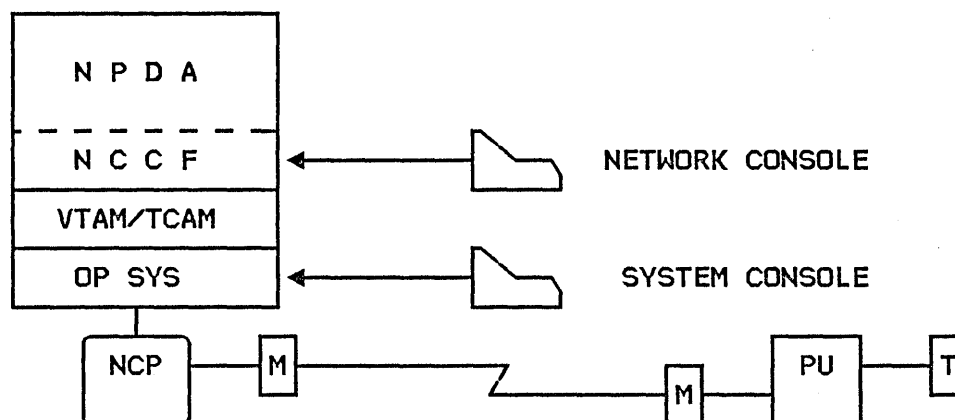 N P D A
N C C F
NETWORK CONSOLE
VTAM/TCAM
OP SYS
SYSTEM CONSOLE
NCP
M
M
PU
T